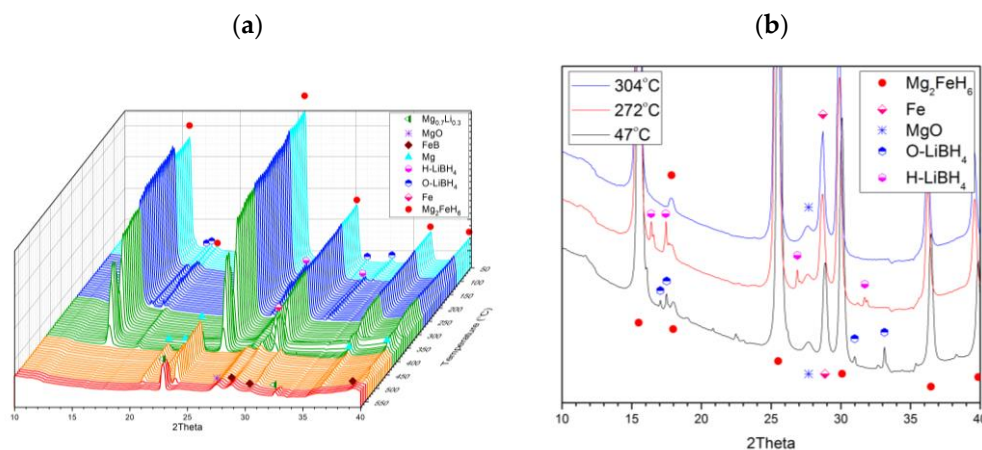 (a)
(b)
Mg0.7Li0.3
MgO
FeB
Mg
H-LiBH4
O-LiBH4
Fe
Mg2FeH6
50
100
150
200
250
300
350
400
450
500
550
Temperature (°C)
10 15 20 25 30 35 40
2Theta
304°C
272°C
47°C
Mg2FeH6
Fe
MgO
O-LiBH4
H-LiBH4
10 15 20 25 30 35 40
2Theta